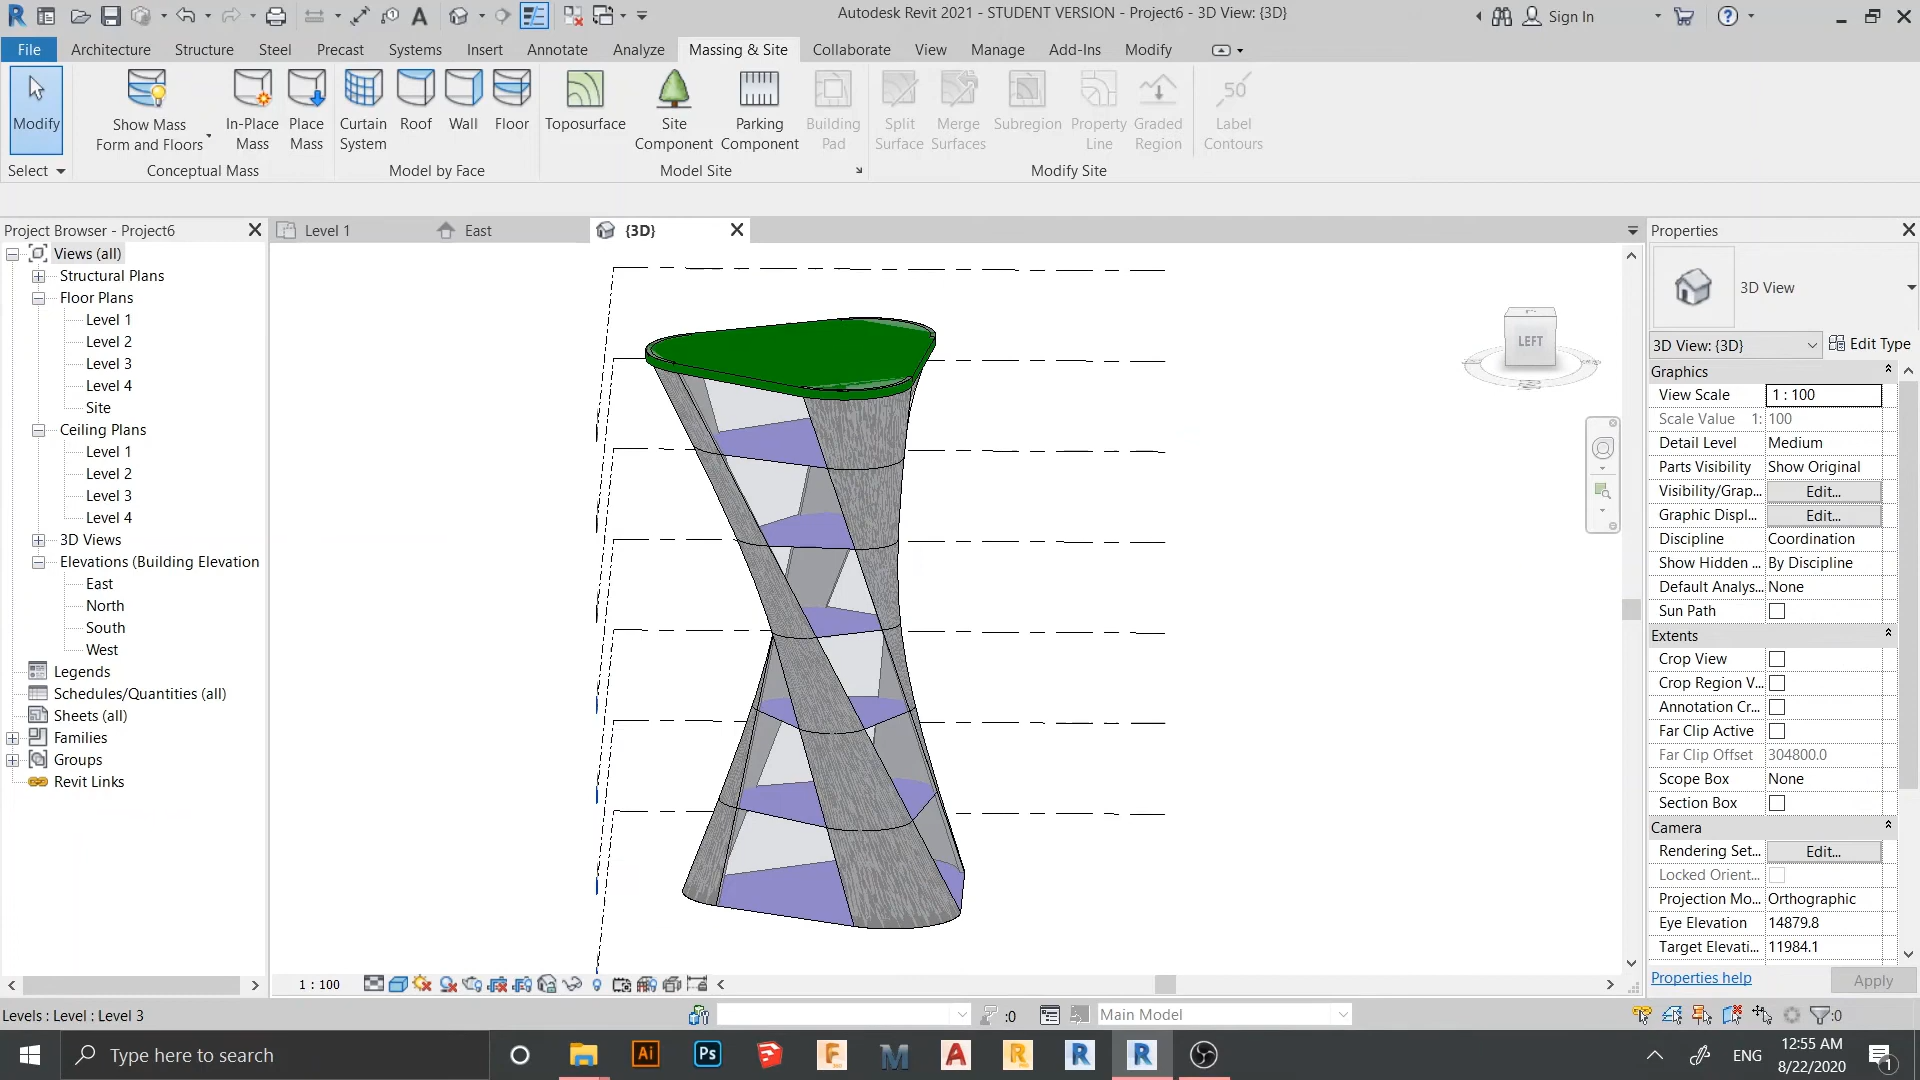 Autodesk Revit 2021 - STUDENT VERSION - Project6 - 3D View: {3D}
Sign In
File
Architecture
Structure
Steel
Precast
Systems
Insert
Annotate
Analyze
Massing & Site
Collaborate
View
Manage
Add-Ins
Modify
Modify
Show Mass
Form and Floors
In-Place
Mass
Place
Mass
Curtain
System
Roof
Wall
Floor
Toposurface
Site
Component
Parking
Component
Building
Pad
Split
Surface
Merge
Surfaces
Subregion
Property
Line
Graded
Region
50
Label
Contours
Select
Conceptual Mass
Model by Face
Model Site
Modify Site
Project Browser - Project6
Views (all)
Structural Plans
Floor Plans
Level 1
Level 2
Level 3
Level 4
Site
Ceiling Plans
Level 1
Level 2
Level 3
Level 4
3D Views
Elevations (Building Elevation
East
North
South
West
Legends
Schedules/Quantities (all)
Sheets (all)
Families
Groups
Revit Links
Level 1
East
{3D}
LEFT
Properties
3D View
3D View: {3D}
Edit Type
Graphics
View Scale
1 : 100
Scale Value 1:
100
Detail Level
Medium
Parts Visibility
Show Original
Visibility/Grap...
Edit...
Graphic Displ...
Edit...
Discipline
Coordination
Show Hidden ...
By Discipline
Default Analys...
None
Sun Path
Extents
Crop View
Crop Region V...
Annotation Cr...
Far Clip Active
Far Clip Offset
304800.0
Scope Box
None
Section Box
Camera
Rendering Set...
Edit...
Locked Orient...
Projection Mo...
Orthographic
Eye Elevation
14879.8
Target Elevati...
11984.1
Properties help
Apply
1 : 100
Levels : Level : Level 3
:0
Main Model
:0
Type here to search
Ai
Ps
ENG
12:55 AM
8/22/2020
1